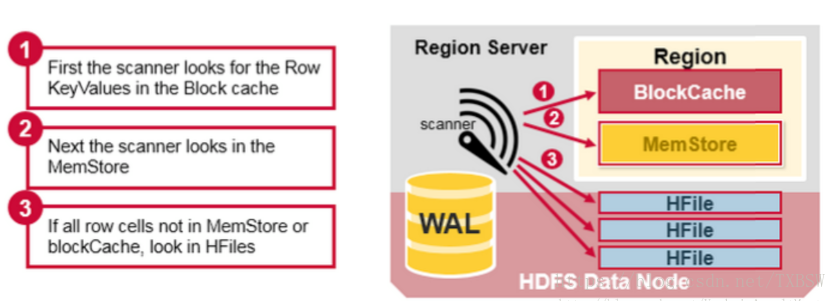 1
First the scanner looks for the Row
KeyValues in the Block cache
2
Next the scanner looks in the
MemStore
3
If all row cells not in MemStore or
blockCache, look in HFiles
Region Server
Region
scanner
1
BlockCache
2
MemStore
3
WAL
HFile
HFile
HFile
HDFS Data Node